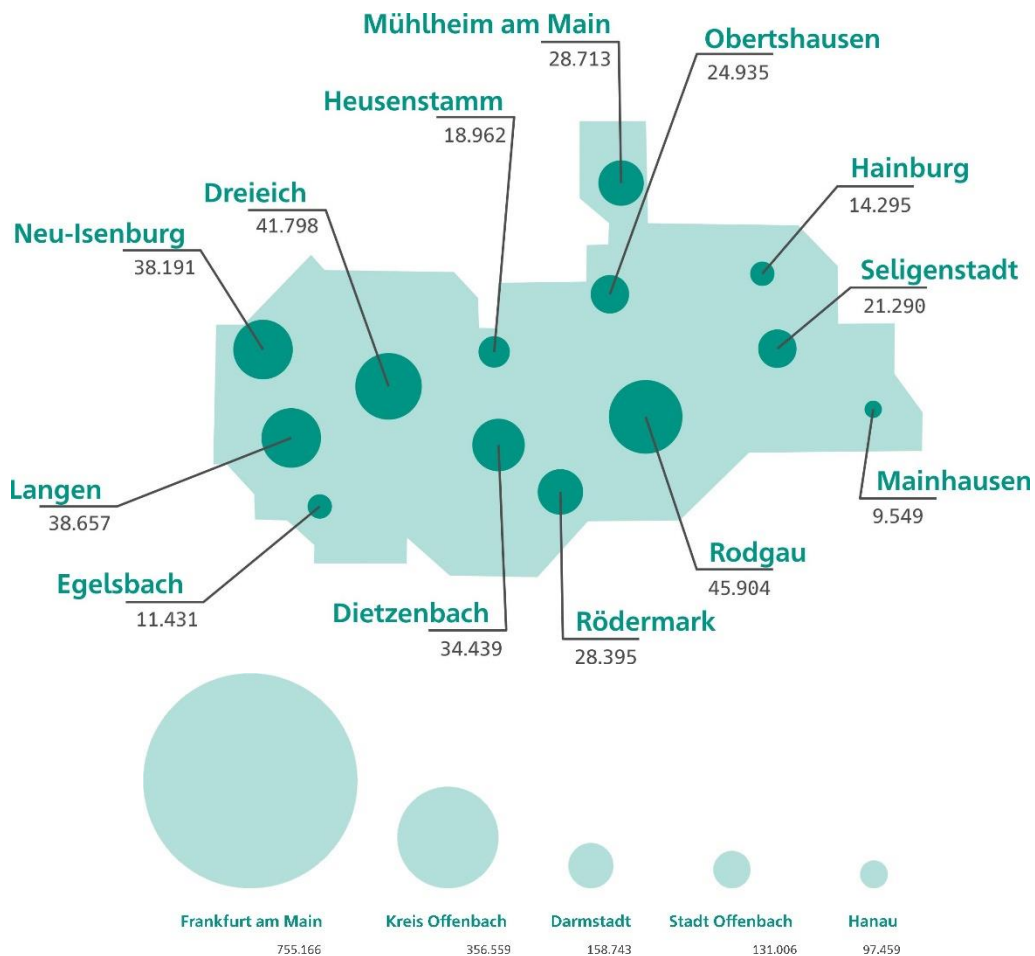 Mühlheim am Main
28.713
Obertshausen
24.935
Heusenstamm
18.962
Hainburg
14.295
Dreieich
41.798
Neu-Isenburg
38.191
Seligenstadt
21.290
Langen
38.657
Mainhausen
9.549
Egelsbach
11.431
Rodgau
45.904
Dietzenbach
34.439
Rödermark
28.395
Frankfurt am Main
755.166
Kreis Offenbach
356.559
Darmstadt
158.743
Stadt Offenbach
131.006
Hanau
97.459